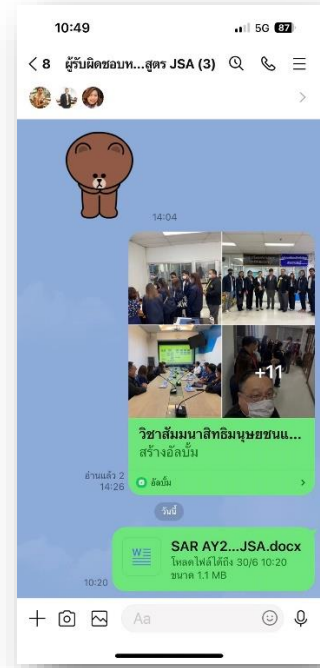 10:49
5G 87
8 ผู้รับผิดชอบห...สูตร JSA (3)
14:04
+11
วิชาสัมมนาสิทธิมนุษยชนแ...
สร้างอัลบั้ม
อ่านแล้ว 2
14:26
อัลบั้ม
วันนี้
SAR AY2...JSA.docx
โหลดไฟล์ได้ถึง 30/6 10:20
ขนาด 1.1 MB
10:20
Aa